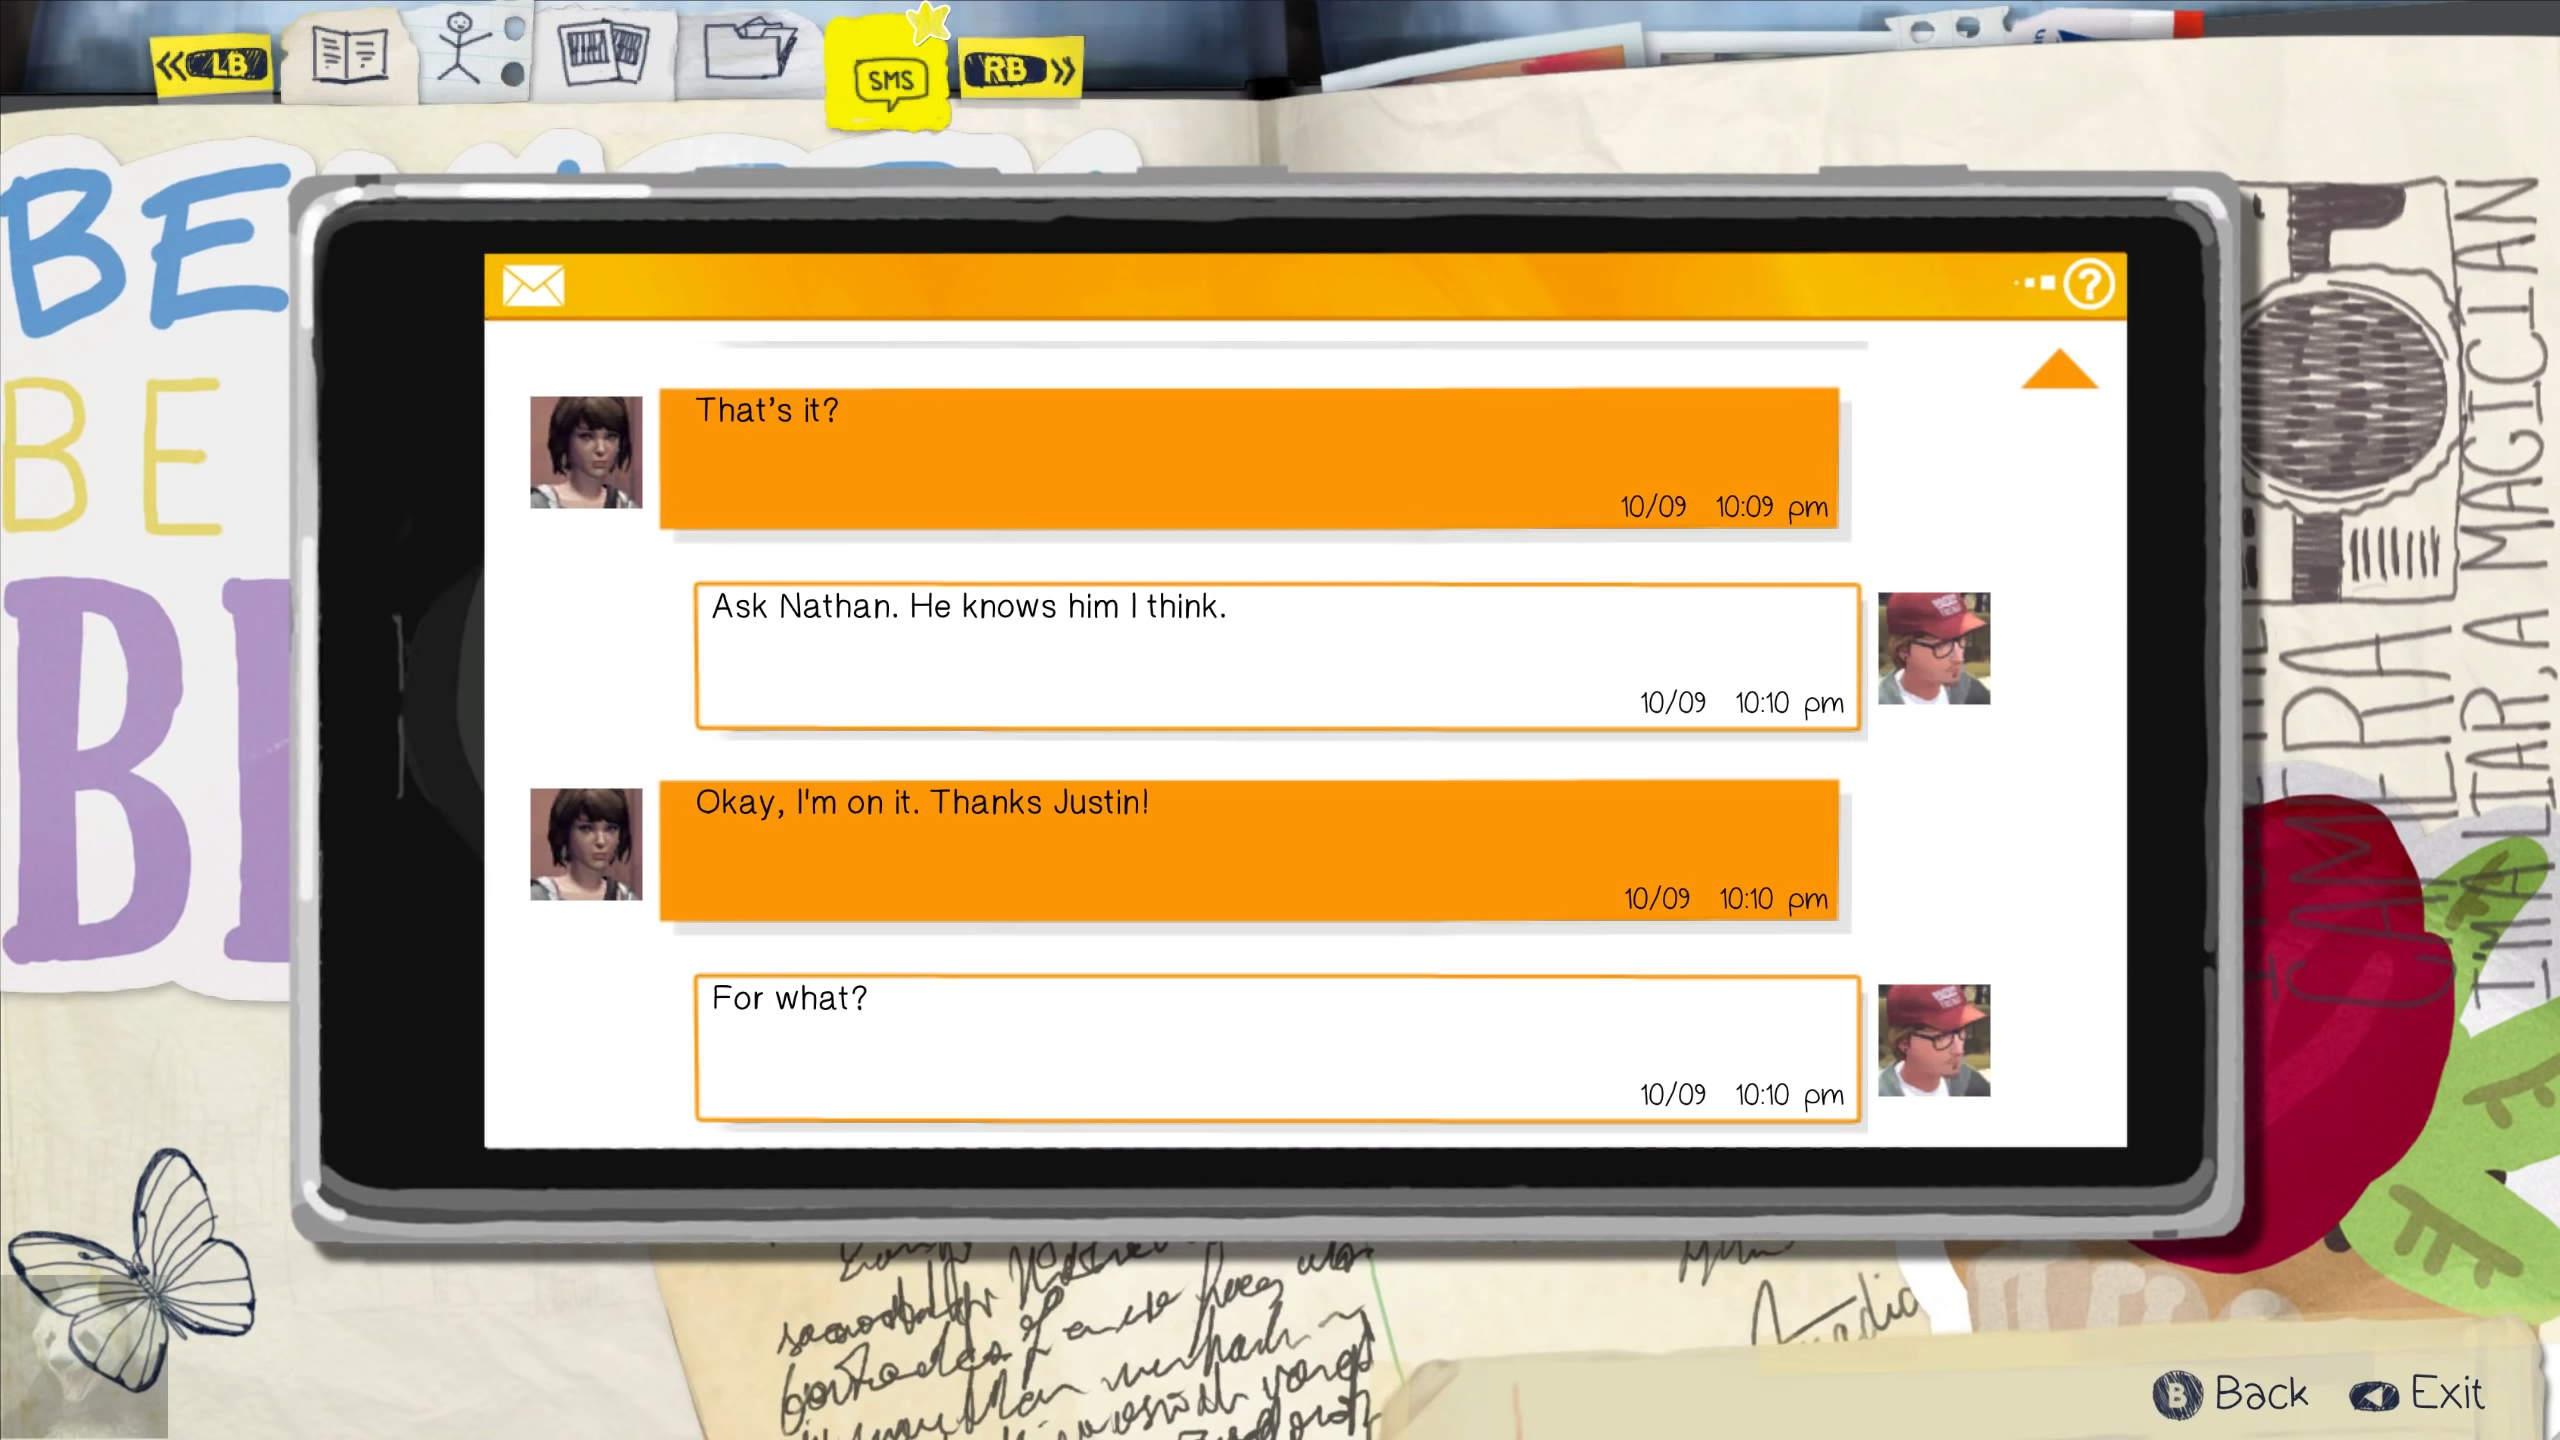 LB
SMS
RB
BE
BE
That's it?
10/09 10:09 pm
Ask Nathan. He knows him I think.
10/09 10:10 pm
Okay, I'm on it. Thanks Justin!
10/09 10:10 pm
For what?
10/09 10:10 pm
CAMERA
I'M A LIAR, A MAGICIAN
B Back
Exit